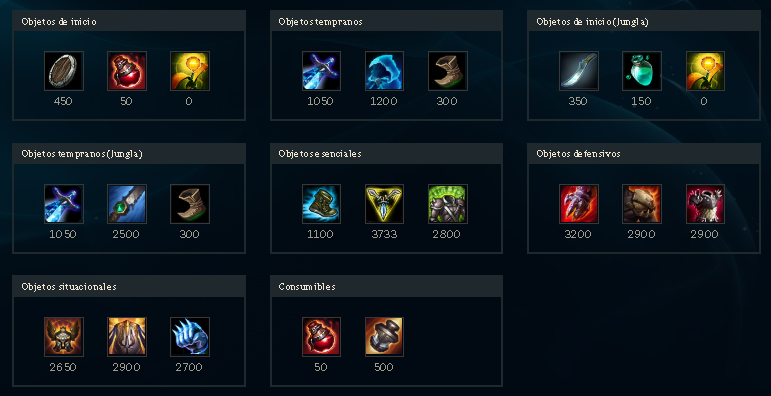 Objetos de inicio
450 50 0
Objetos tempranos
1050 1200 300
Objetos de inicio (Jungla)
350 150 0
Objetos tempranos (Jungla)
1050 2500 300
Objetos esenciales
1100 3733 2800
Objetos defensivos
3200 2900 2900
Objetos situacionales
2650 2900 2700
Consumibles
50 500